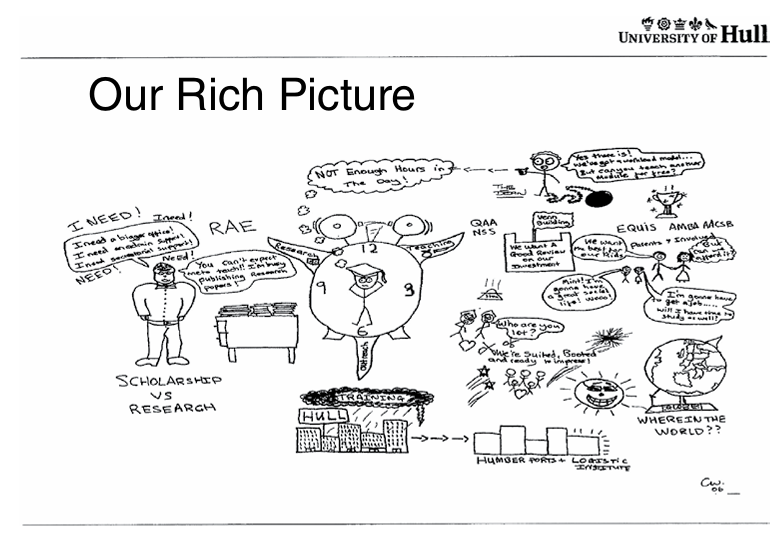 UNIVERSITY OF Hull
Our Rich Picture
NOT Enough Hours in
The Day!
Yes there is!
We've got a workload model...
But can you teach another
module for free?
THE
DEAN
I NEED!
I need!
I need a bigger office!
I need an admin support!
I need secretarial support!
NEED!
Need!
RAE
You Can't expect
me to teach!! I'm busy
publishing Research
papers!
Research
Teaching
12
3
6
9
Outreach
QAA
NSS
Venn
Building
We Want A
Good Review
on our
Investment
EQUIS AMBA AACSB
Parents & Involved
We want
the best for
our kids
But
can we
afford it?
Mint! I'm
gonna have
a great social
life! Wooo!
I'm gonna have
to get a job....
will I have time to
study as well?
Who are you
lot?
or
We're Suited, Booted
and ready to impress!
SCHOLARSHIP
VS
RESEARCH
TRAINING
HULL
HUMBER PORTS + LOGISTIC
INSTITUTE
GLOBE
WHERE IN THE
WORLD??
CW.
06